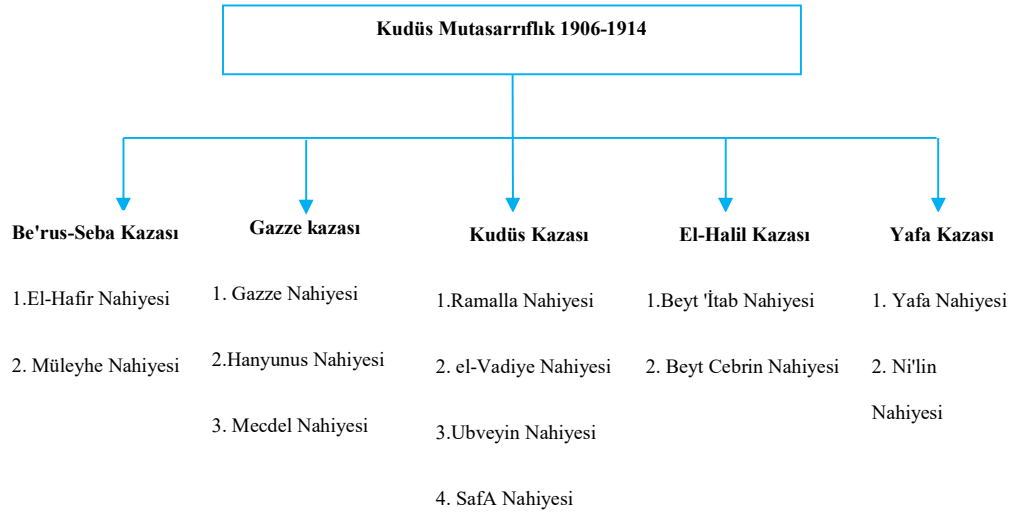 Kudüs Mutasarrıflık 1906-1914
Be'rus-Seba Kazası
1.El-Hafir Nahiyesi
2. Müleyhe Nahiyesi
Gazze kazası
1. Gazze Nahiyesi
2.Hanyunus Nahiyesi
3. Mecdel Nahiyesi
Kudüs Kazası
1.Ramalla Nahiyesi
2. el-Vadiye Nahiyesi
3.Ubveyin Nahiyesi
4. SafA Nahiyesi
El-Halil Kazası
1.Beyt 'İtab Nahiyesi
2. Beyt Cebrin Nahiyesi
Yafa Kazası
1. Yafa Nahiyesi
2. Ni'lin
Nahiyesi